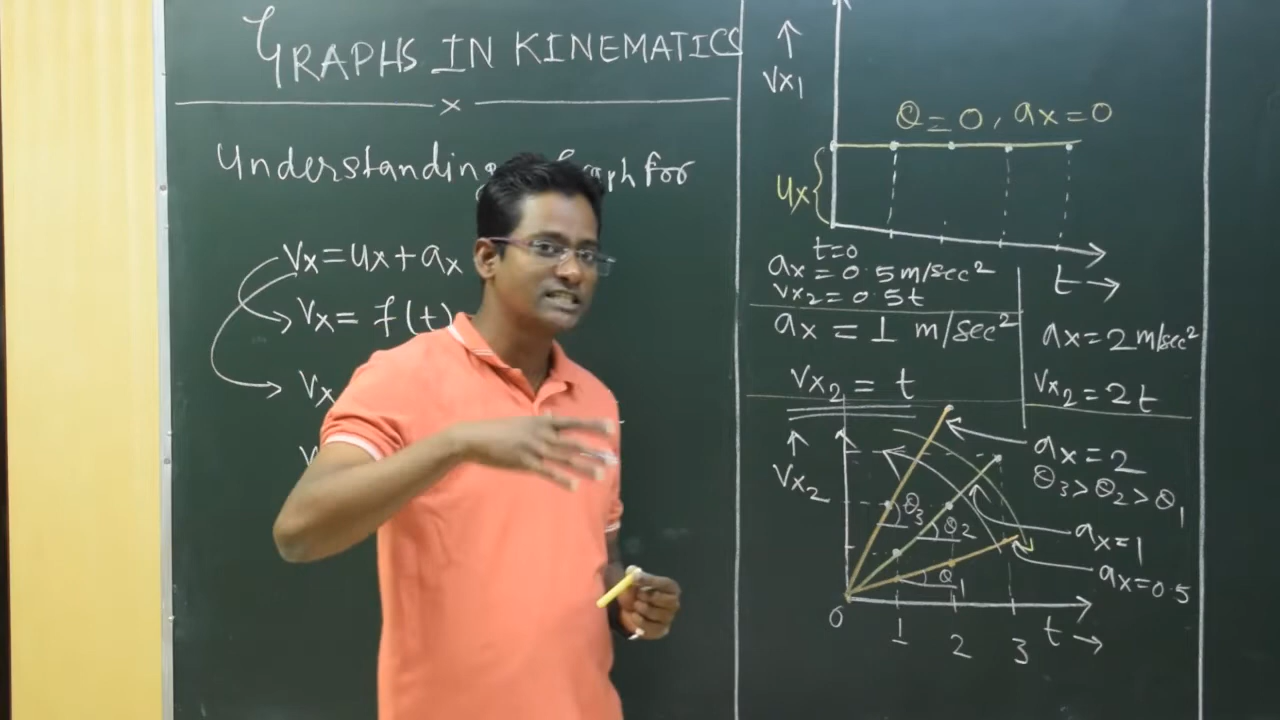 GRAPHS IN KINEMATICS
x
Understanding for
Vx = ux + ax
Vx = f(t)
Vx
Vx1
θ = 0, ax = 0
ux
t=0
t →
ax = 0.5 m/sec²
Vx2 = 0.5t
ax = 1 m/sec²
Vx2 = t
ax = 2 m/sec²
Vx2 = 2t
Vx2
ax = 2
θ3 > θ2 > θ1
θ3
θ2
θ1
ax=1
ax=0.5
0
1
2
3
t →